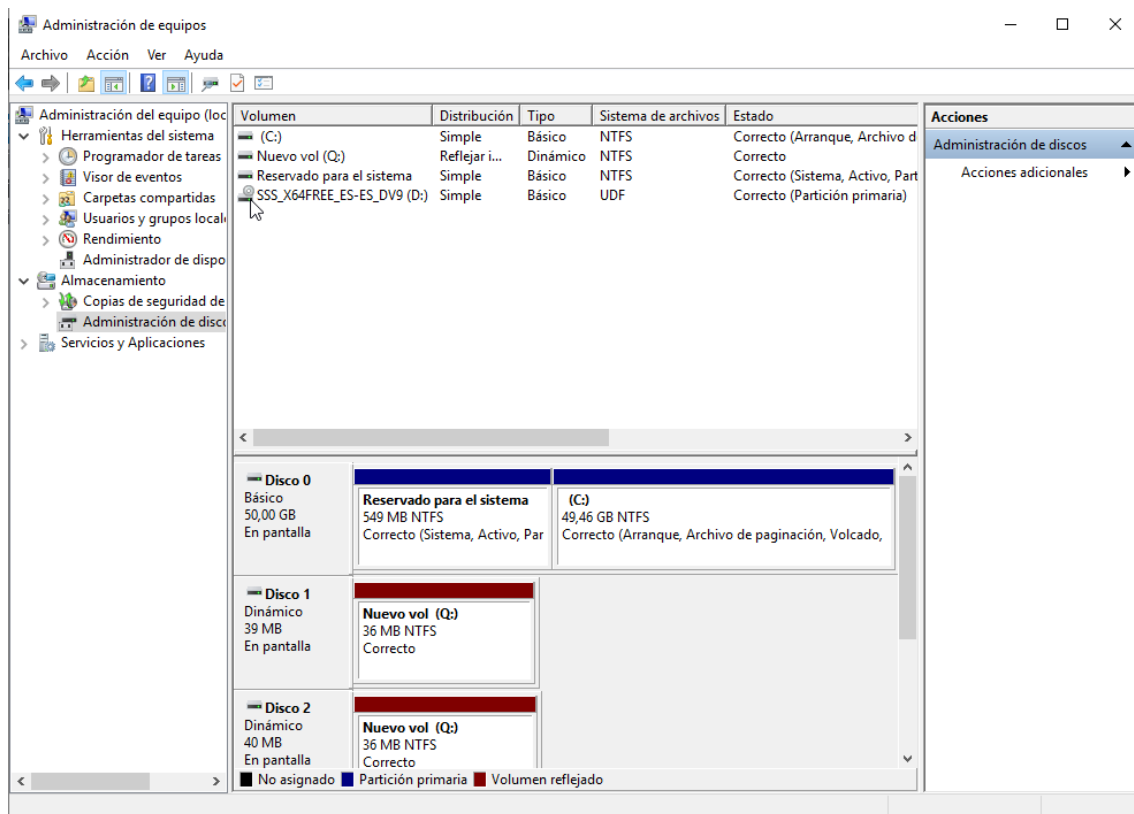 Administración de equipos
Archivo Acción Ver Ayuda
Administración del equipo (loc
Herramientas del sistema
Programador de tareas
Visor de eventos
Carpetas compartidas
Usuarios y grupos local
Rendimiento
Administrador de dispo
Almacenamiento
Copias de seguridad de
Administración de disco
Servicios y Aplicaciones
Volumen Distribución Tipo Sistema de archivos Estado
(C:) Simple Básico NTFS Correcto (Arranque, Archivo d
Nuevo vol (Q:) Reflejar i... Dinámico NTFS Correcto
Reservado para el sistema Simple Básico NTFS Correcto (Sistema, Activo, Part
SSS_X64FREE_ES-ES_DV9 (D:) Simple Básico UDF Correcto (Partición primaria)
Disco 0
Básico
50,00 GB
En pantalla
Reservado para el sistema
549 MB NTFS
Correcto (Sistema, Activo, Par
(C:)
49,46 GB NTFS
Correcto (Arranque, Archivo de paginación, Volcado,
Disco 1
Dinámico
39 MB
En pantalla
Nuevo vol (Q:)
36 MB NTFS
Correcto
Disco 2
Dinámico
40 MB
En pantalla
Nuevo vol (Q:)
36 MB NTFS
Correcto
No asignado Partición primaria Volumen reflejado
Acciones
Administración de discos
Acciones adicionales